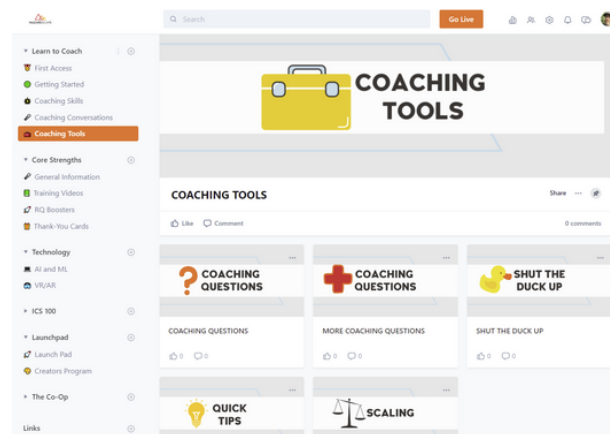 Search
Go Live
Learn to Coach
First Access
Getting Started
Coaching Skills
Coaching Conversations
Coaching Tools
Core Strengths
General Information
Training Videos
RQ Boosters
Thank-You Cards
Technology
AI and ML
VR/AR
ICS 100
Launchpad
Launch Pad
Creators Program
The Co-Op
Links
COACHING
TOOLS
COACHING TOOLS
Share
Like Comment
0 comments
COACHING
QUESTIONS
COACHING QUESTIONS
0 0
COACHING
QUESTIONS
MORE COACHING QUESTIONS
0 0
SHUT THE
DUCK UP
SHUT THE DUCK UP
0 0
QUICK
TIPS
SCALING